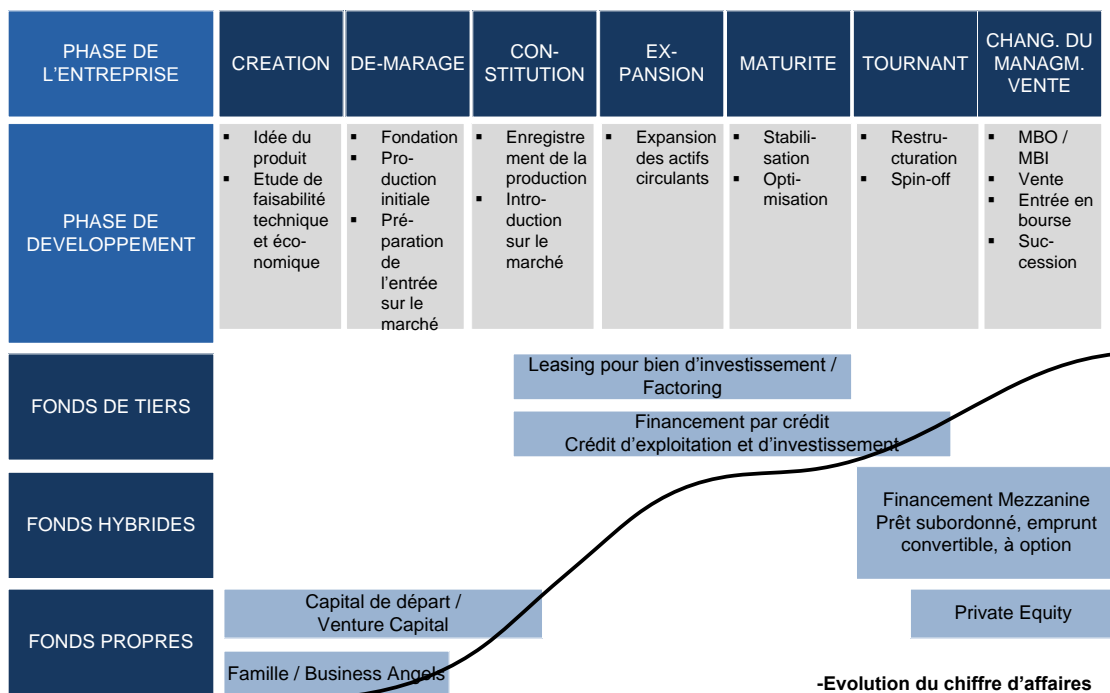 PHASE DE
L'ENTREPRISE
CREATION
DE-MARAGE
CON-
STITUTION
EX-
PANSION
MATURITE
TOURNANT
CHANG. DU
MANAGM.
VENTE
PHASE DE
DEVELOPPEMENT
▪ Idée du
produit
▪ Etude de
faisabilité
technique
et éco-
nomique
▪ Fondation
▪ Pro-
duction
initiale
▪ Pré-
paration
de
l'entrée
sur le
marché
▪ Enregistre
ment de la
production
▪ Intro-
duction
sur le
marché
▪ Expansion
des actifs
circulants
▪ Stabili-
sation
▪ Opti-
misation
▪ Restru-
cturation
▪ Spin-off
▪ MBO /
MBI
▪ Vente
▪ Entrée en
bourse
▪ Suc-
cession
FONDS DE TIERS
Leasing pour bien d'investissement /
Factoring
Financement par crédit
Crédit d'exploitation et d'investissement
FONDS HYBRIDES
Financement Mezzanine
Prêt subordonné, emprunt
convertible, à option
FONDS PROPRES
Capital de départ /
Venture Capital
Private Equity
Famille / Business Angels
-Evolution du chiffre d'affaires